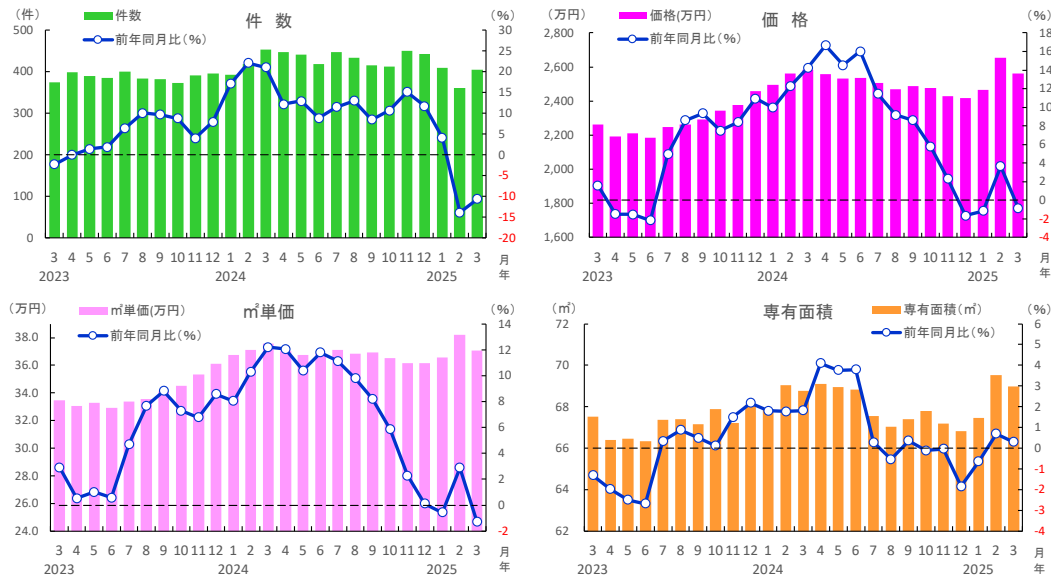 (件) 件数 件 数 (%)
前年同月比(%)
500 400 300 200 100 0
30 25 20 15 10 5 0 -5 -10 -15 -20
3 4 5 6 7 8 9 10 11 12 1 2 3 4 5 6 7 8 9 10 11 12 1 2 3 月
2023 2024 2025 年
(万円) 価格(万円) 価 格 (%)
前年同月比(%)
2,800 2,600 2,400 2,200 2,000 1,800 1,600
18 16 14 12 10 8 6 4 2 0 -2 -4
3 4 5 6 7 8 9 10 11 12 1 2 3 4 5 6 7 8 9 10 11 12 1 2 3 月
2023 2024 2025 年
(万円) ㎡単価(万円) ㎡単価 (%)
前年同月比(%)
38.0 36.0 34.0 32.0 30.0 28.0 26.0 24.0
14 12 10 8 6 4 2 0 -2
3 4 5 6 7 8 9 10 11 12 1 2 3 4 5 6 7 8 9 10 11 12 1 2 3 月
2023 2024 2025 年
(㎡) 専有面積 専有面積(㎡) (%)
前年同月比(%)
72 70 68 66 64 62
6 5 4 3 2 1 0 -1 -2 -3 -4
3 4 5 6 7 8 9 10 11 12 1 2 3 4 5 6 7 8 9 10 11 12 1 2 3 月
2023 2024 2025 年